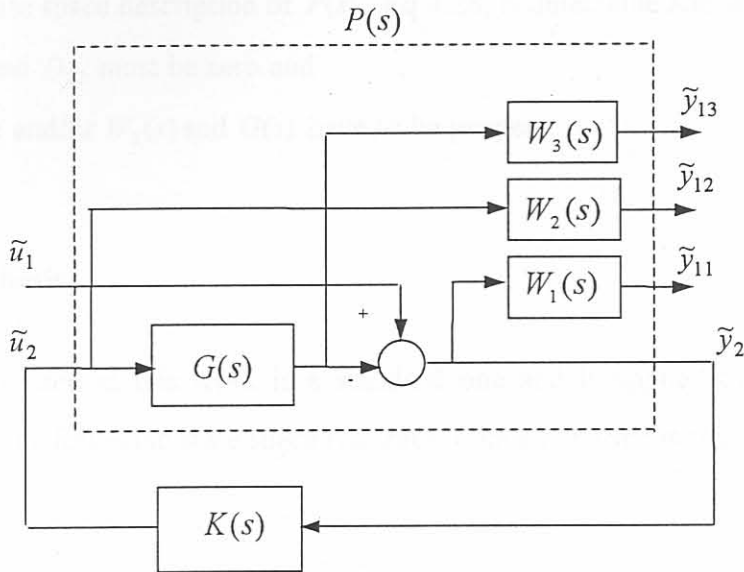 P(s)
ỹ₁₃
W₃(s)
ỹ₁₂
W₂(s)
ũ₁
ỹ₁₁
W₁(s)
+
ũ₂
G(s)
ỹ₂
K(s)